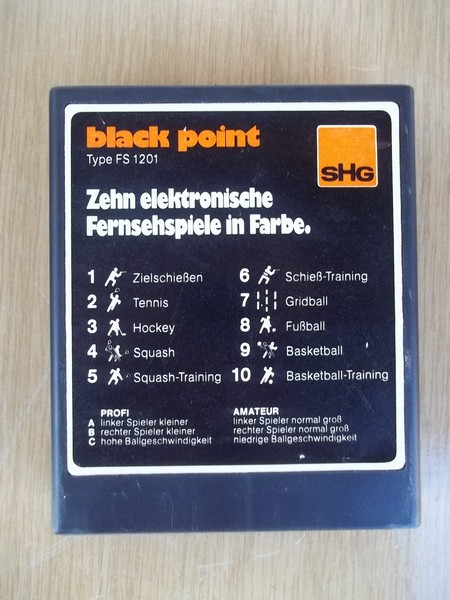 black point
Type FS 1201
SHG
Zehn elektronische
Fernsehspiele in Farbe.
1 Zielschießen
2 Tennis
3 Hockey
4 Squash
5 Squash-Training
6 Schieß-Training
7 Gridball
8 Fußball
9 Basketball
10 Basketball-Training
PROFI
A linker Spieler kleiner
B rechter Spieler kleiner
C hohe Ballgeschwindigkeit
AMATEUR
linker Spieler normal groß
rechter Spieler normal groß
niedrige Ballgeschwindigkeit